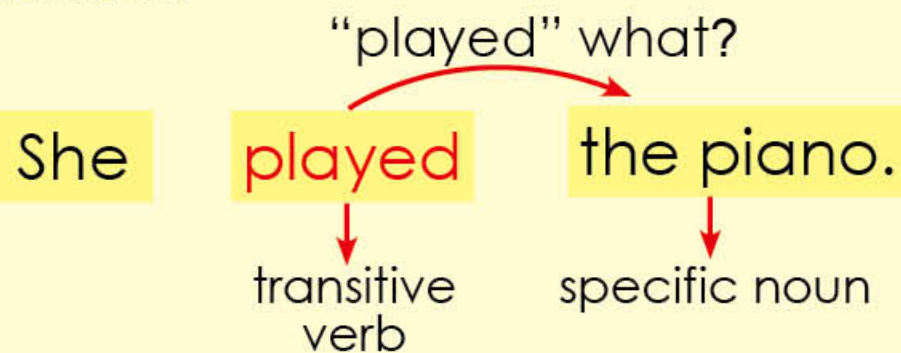 “played” what?
She played the piano.
transitive specific noun
verb